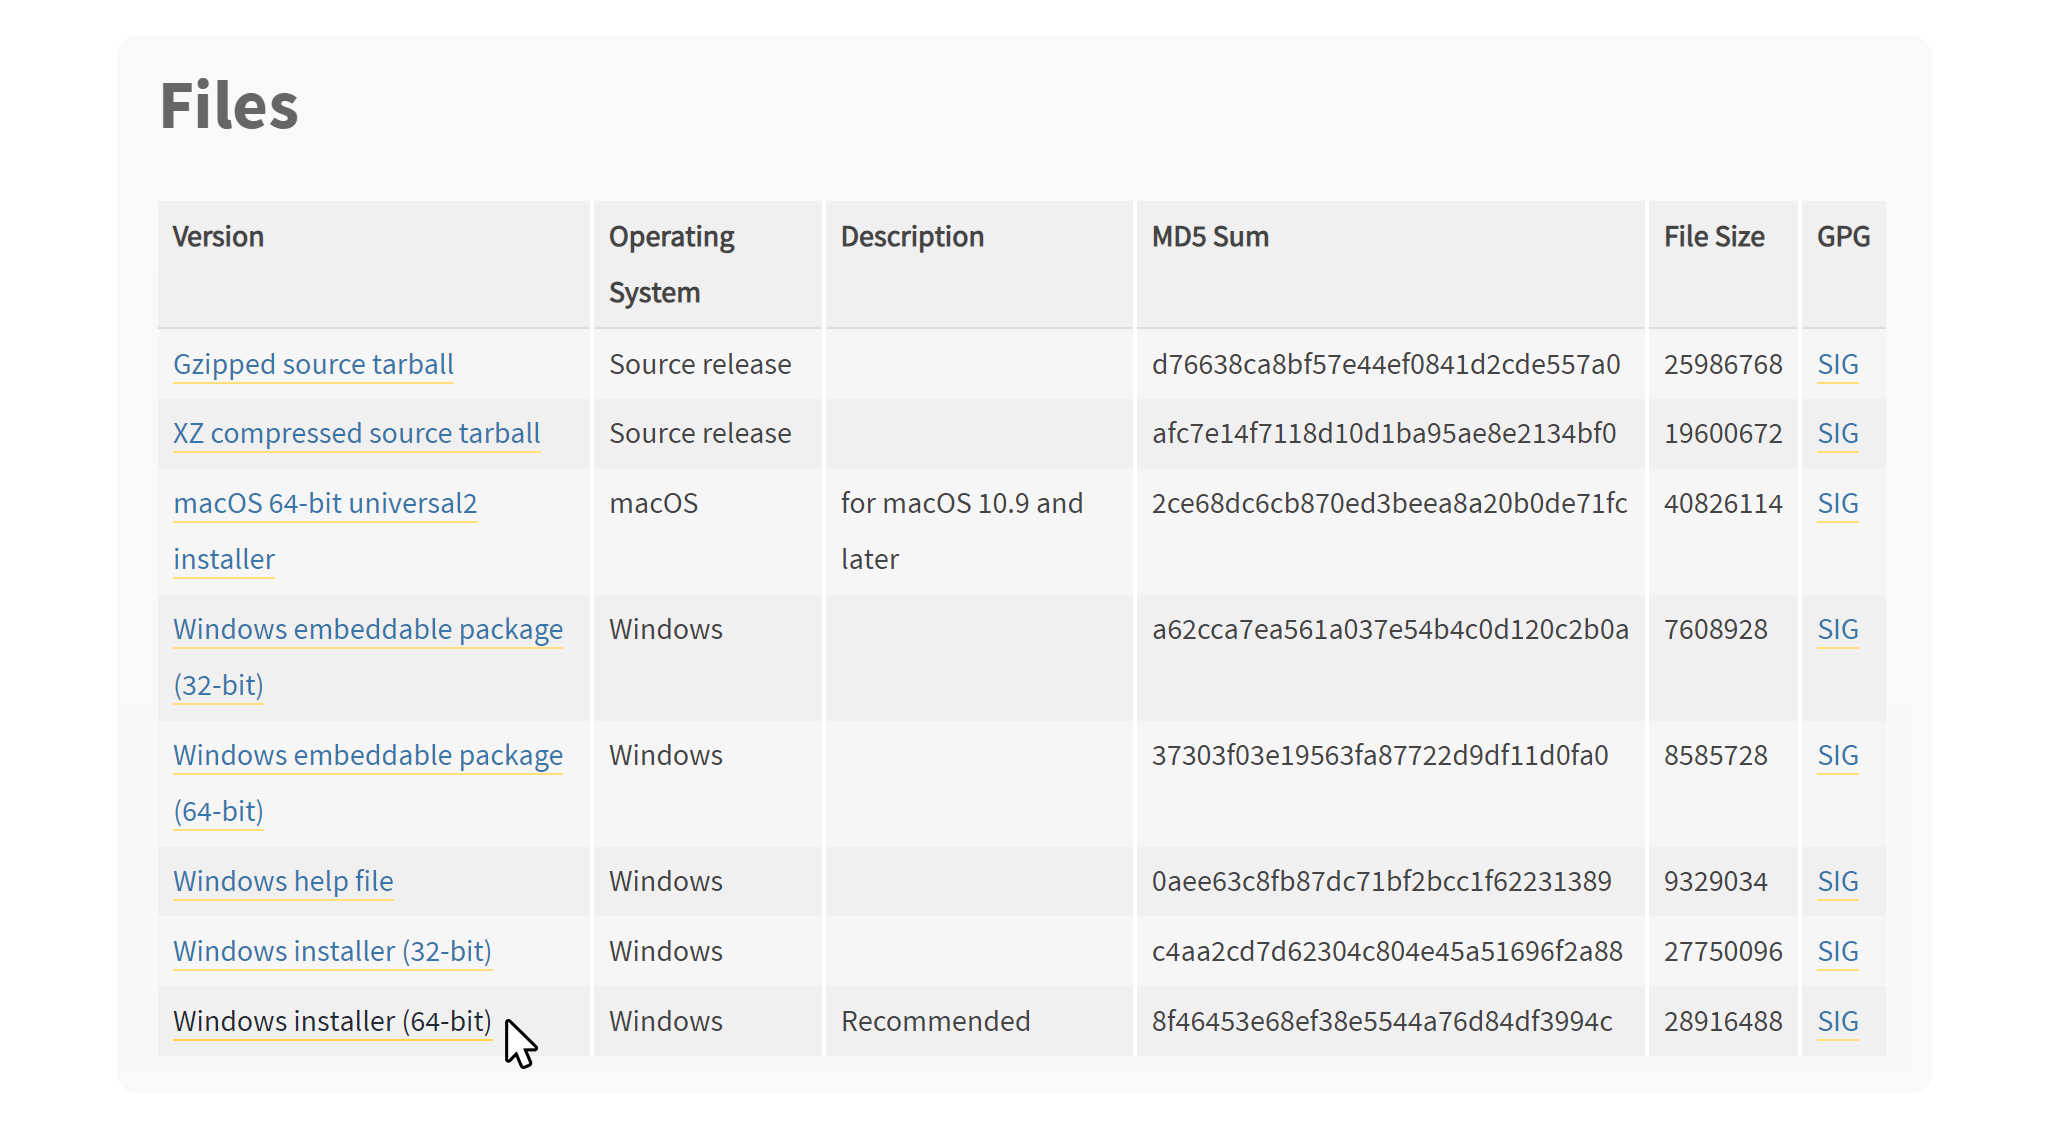 Files
Version Operating Description MD5 Sum File Size GPG
System
Gzipped source tarball Source release d76638ca8bf57e44ef0841d2cde557a0 25986768 SIG
XZ compressed source tarball Source release afc7e14f7118d10d1ba95ae8e2134bf0 19600672 SIG
macOS 64-bit universal2 macOS for macOS 10.9 and 2ce68dc6cb870ed3beea8a20b0de71fc 40826114 SIG
installer later
Windows embeddable package Windows a62cca7ea561a037e54b4c0d120c2b0a 7608928 SIG
(32-bit)
Windows embeddable package Windows 37303f03e19563fa87722d9df11d0fa0 8585728 SIG
(64-bit)
Windows help file Windows 0aee63c8fb87dc71bf2bcc1f62231389 9329034 SIG
Windows installer (32-bit) Windows c4aa2cd7d62304c804e45a51696f2a88 27750096 SIG
Windows installer (64-bit) Windows Recommended 8f46453e68ef38e5544a76d84df3994c 28916488 SIG